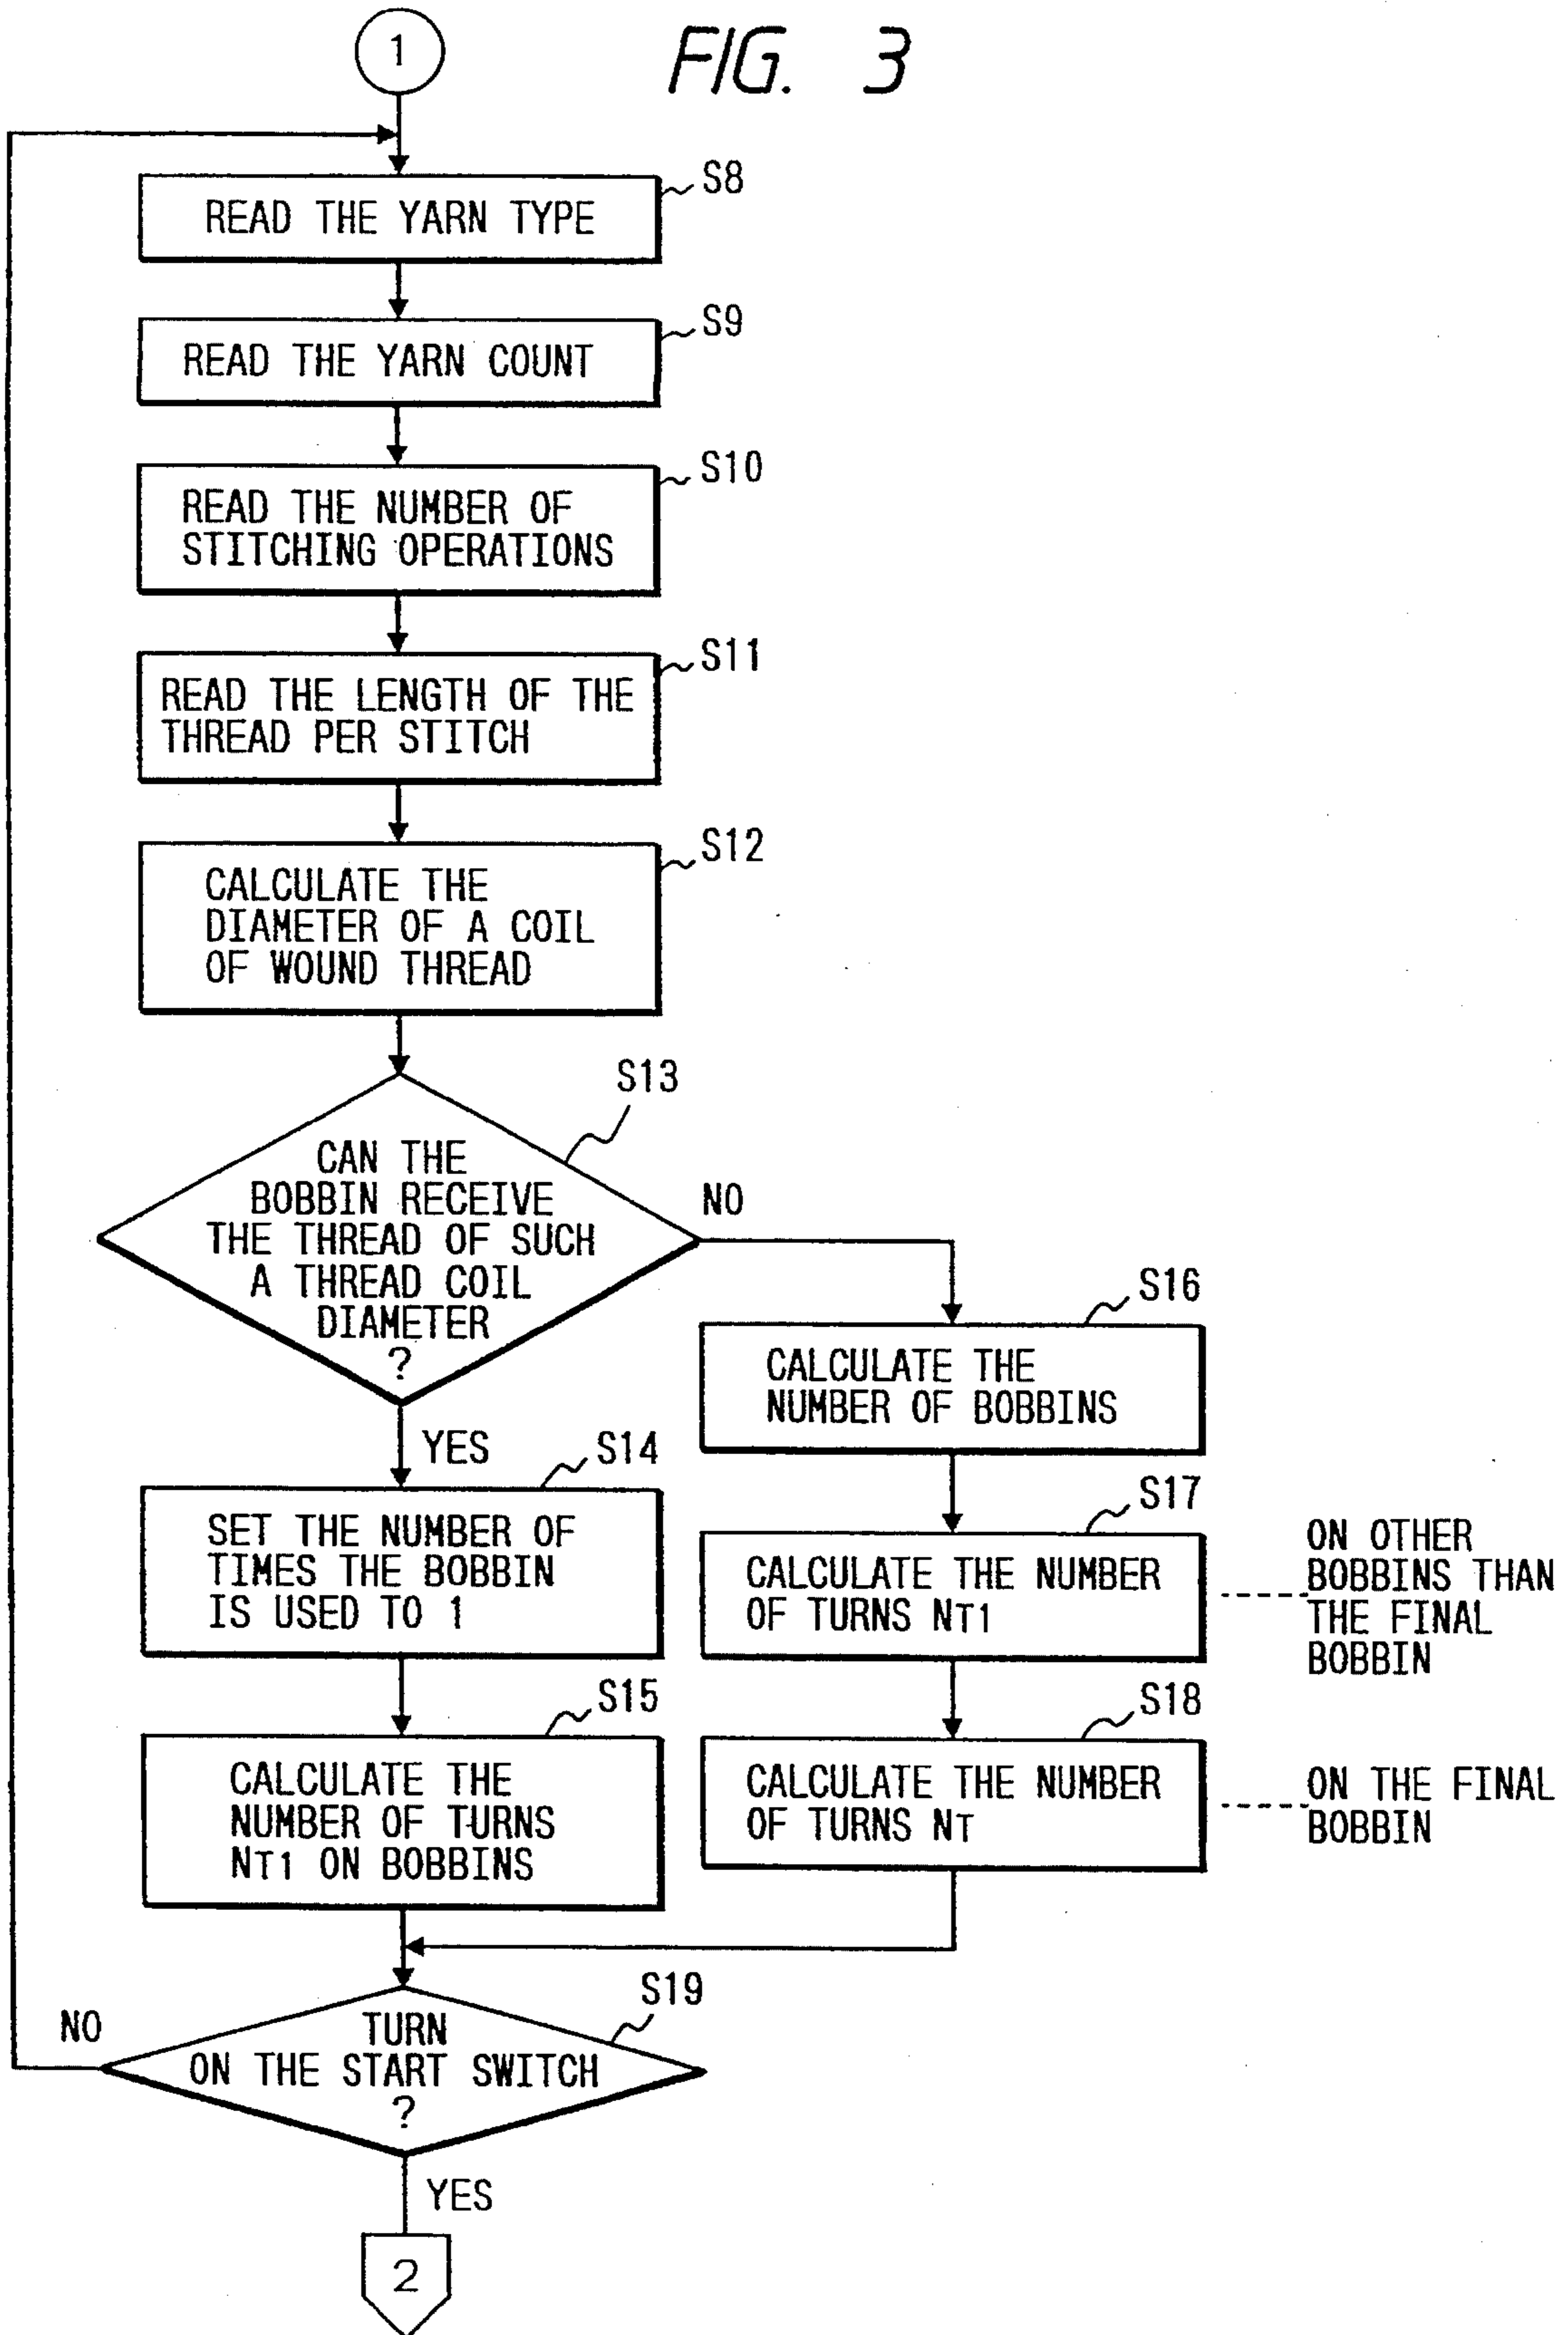 1
FIG. 3
S8
READ THE YARN TYPE
S9
READ THE YARN COUNT
S10
READ THE NUMBER OF
STITCHING OPERATIONS
S11
READ THE LENGTH OF THE
THREAD PER STITCH
S12
CALCULATE THE
DIAMETER OF A COIL
OF WOUND THREAD
S13
CAN THE
BOBBIN RECEIVE
THE THREAD OF SUCH
A THREAD COIL
DIAMETER
?
NO
YES
S14
SET THE NUMBER OF
TIMES THE BOBBIN
IS USED TO 1
S15
CALCULATE THE
NUMBER OF TURNS
NT1 ON BOBBINS
S16
CALCULATE THE
NUMBER OF BOBBINS
S17
CALCULATE THE NUMBER
OF TURNS NT1
ON OTHER
BOBBINS THAN
THE FINAL
BOBBIN
S18
CALCULATE THE NUMBER
OF TURNS NT
ON THE FINAL
BOBBIN
S19
TURN
ON THE START SWITCH
?
NO
YES
2